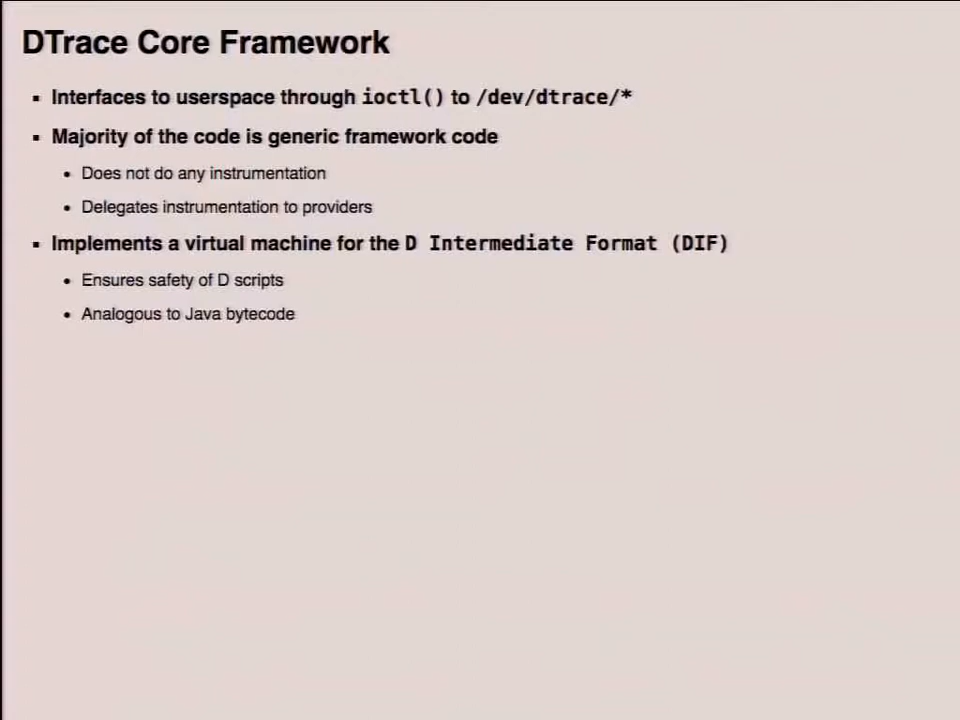 DTrace Core Framework
Interfaces to userspace through ioctl() to /dev/dtrace/*
Majority of the code is generic framework code
Does not do any instrumentation
Delegates instrumentation to providers
Implements a virtual machine for the D Intermediate Format (DIF)
Ensures safety of D scripts
Analogous to Java bytecode